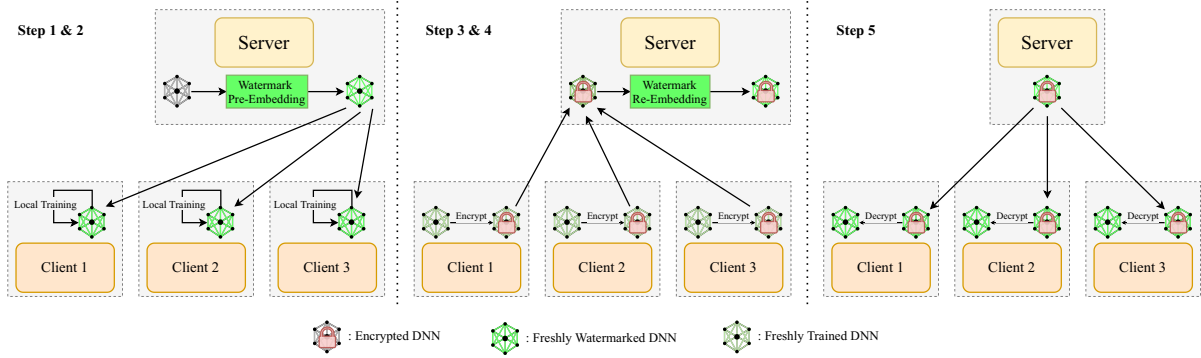 Step 1 & 2
Server
Watermark
Pre-Embedding
Local Training
Local Training
Local Training
Client 1
Client 2
Client 3
Step 3 & 4
Server
Watermark
Re-Embedding
Encrypt
Encrypt
Encrypt
Client 1
Client 2
Client 3
Step 5
Server
Decrypt
Decrypt
Decrypt
Client 1
Client 2
Client 3
: Encrypted DNN
: Freshly Watermarked DNN
: Freshly Trained DNN